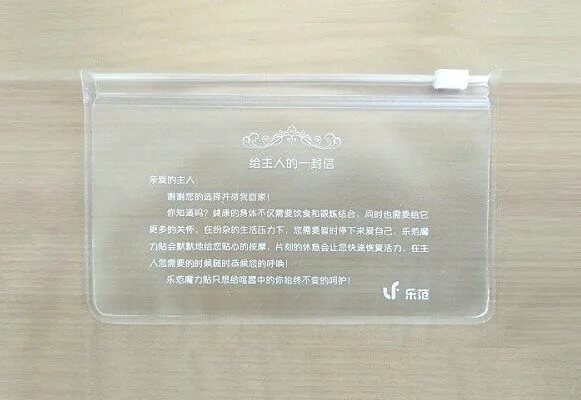 给主人的一封信
亲爱的主人：
谢谢您的选择并带我回家！
你知道吗？健康的身体不仅需要饮食和锻炼结合，同时也需要给它
更多的关怀，在纷杂的生活压力下，您需要暂时停下来爱自己，乐范魔
力贴会默默地给您贴心的按摩，片刻的休息会让您快速恢复活力，在主
人您需要的时候随时恭候您的呼唤！
乐范魔力贴只想给喧嚣中的你始终不变的呵护！
乐范